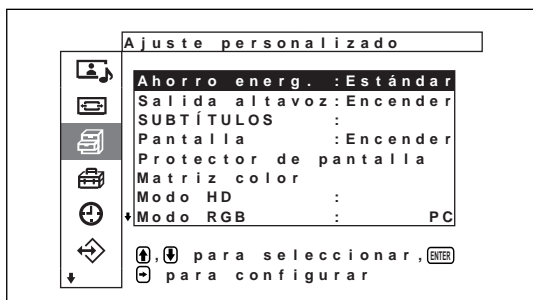 Ajuste personalizado
Ahorro energ. :Estándar
Salida altavoz:Encender
SUBTÍTULOS :
Pantalla :Encender
Protector de pantalla
Matriz color
Modo HD :
Modo RGB : PC
, para seleccionar, ENTER
para configurar